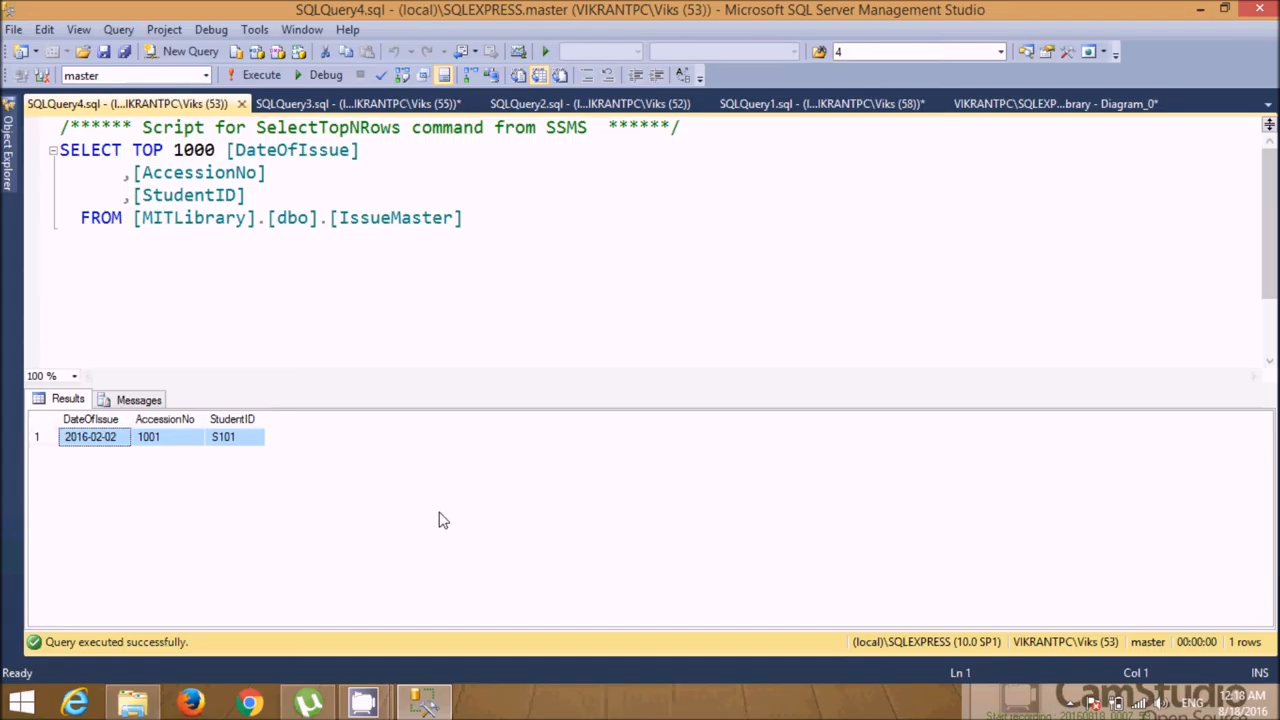 SQLQuery4.sql - (local)\SQLEXPRESS.master (VIKRANTPC\Viks (53)) - Microsoft SQL Server Management Studio
File Edit View Query Project Debug Tools Window Help
New Query 4
master Execute Debug
SQLQuery4.sql - (l...IKRANTPC\Viks (53)) SQLQuery3.sql - (l...IKRANTPC\Viks (55))* SQLQuery2.sql - (l...IKRANTPC\Viks (52)) SQLQuery1.sql - (l...IKRANTPC\Viks (58))* VIKRANTPC\SQLEXP...brary - Diagram_0*
Object Explorer
/****** Script for SelectTopNRows command from SSMS ******/
SELECT TOP 1000 [DateOfIssue]
,[AccessionNo]
,[StudentID]
FROM [MITLibrary].[dbo].[IssueMaster]
100 %
Results Messages
DateOfIssue AccessionNo StudentID
1 2016-02-02 1001 S101
Query executed successfully. (local)\SQLEXPRESS (10.0 SP1) VIKRANTPC\Viks (53) master 00:00:00 1 rows
Ready Ln 1 Col 1 INS
CamStudio
ENG 12:18 AM
8/18/2016